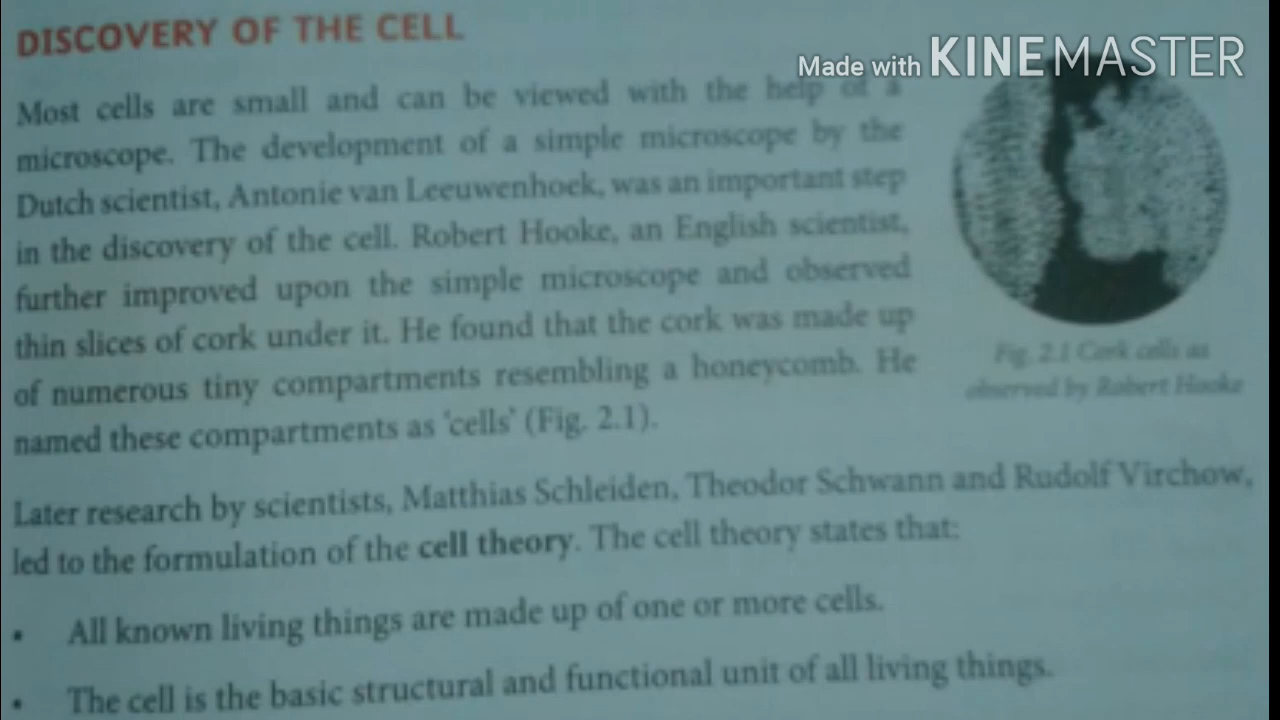 DISCOVERY OF THE CELL
Made with KINEMASTER
Most cells are small and can be viewed with the help of a
microscope. The development of a simple microscope by the
Dutch scientist, Antonie van Leeuwenhoek, was an important step
in the discovery of the cell. Robert Hooke, an English scientist,
further improved upon the simple microscope and observed
thin slices of cork under it. He found that the cork was made up
of numerous tiny compartments resembling a honeycomb. He
named these compartments as 'cells' (Fig. 2.1).
Fig. 2.1 Cork cells as
observed by Robert Hooke
Later research by scientists, Matthias Schleiden, Theodor Schwann and Rudolf Virchow,
led to the formulation of the cell theory. The cell theory states that:
• All known living things are made up of one or more cells.
• The cell is the basic structural and functional unit of all living things.